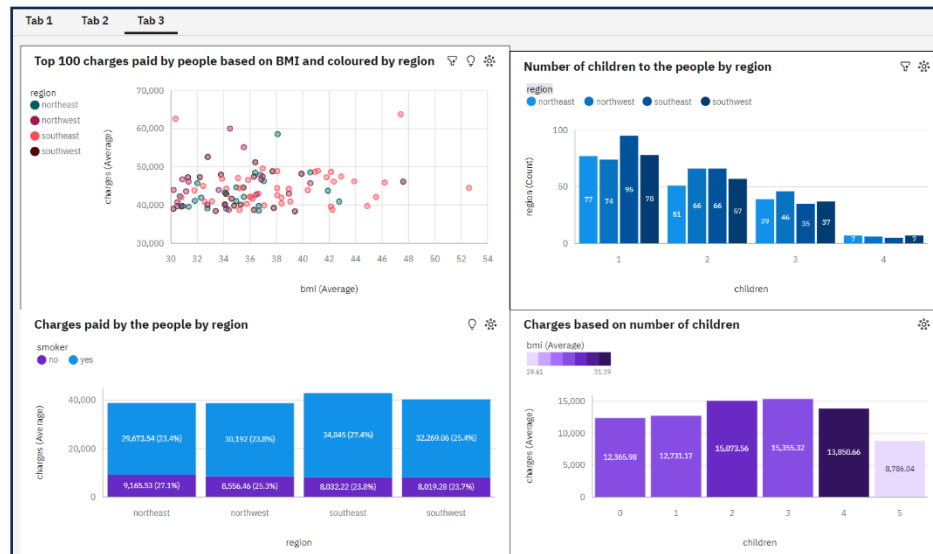 Tab 1 Tab 2 Tab 3
Top 100 charges paid by people based on BMI and coloured by region
region
northeast
northwest
southeast
southwest
charges (Average)
70,000
60,000
50,000
40,000
30,000
30 32 34 36 38 40 42 44 46 48 50 52 54
bmi (Average)
Number of children to the people by region
region
northeast northwest southeast southwest
region (Count)
100
50
0
77 74 95 78
51 66 66 57
39 46 35 37
7 7
1 2 3 4
children
Charges paid by the people by region
smoker
no yes
charges (Average)
40,000
20,000
0
29,673.54 (23.4%) 30,192 (23.8%) 34,845 (27.4%) 32,269.06 (25.4%)
9,165.53 (27.1%) 8,556.46 (25.3%) 8,032.22 (23.8%) 8,019.28 (23.7%)
northeast northwest southeast southwest
region
Charges based on number of children
bmi (Average)
29.61 31.39
charges (Average)
15,000
10,000
5,000
0
12,365.98 12,731.17 15,073.56 15,355.32 13,850.66 8,786.04
0 1 2 3 4 5
children